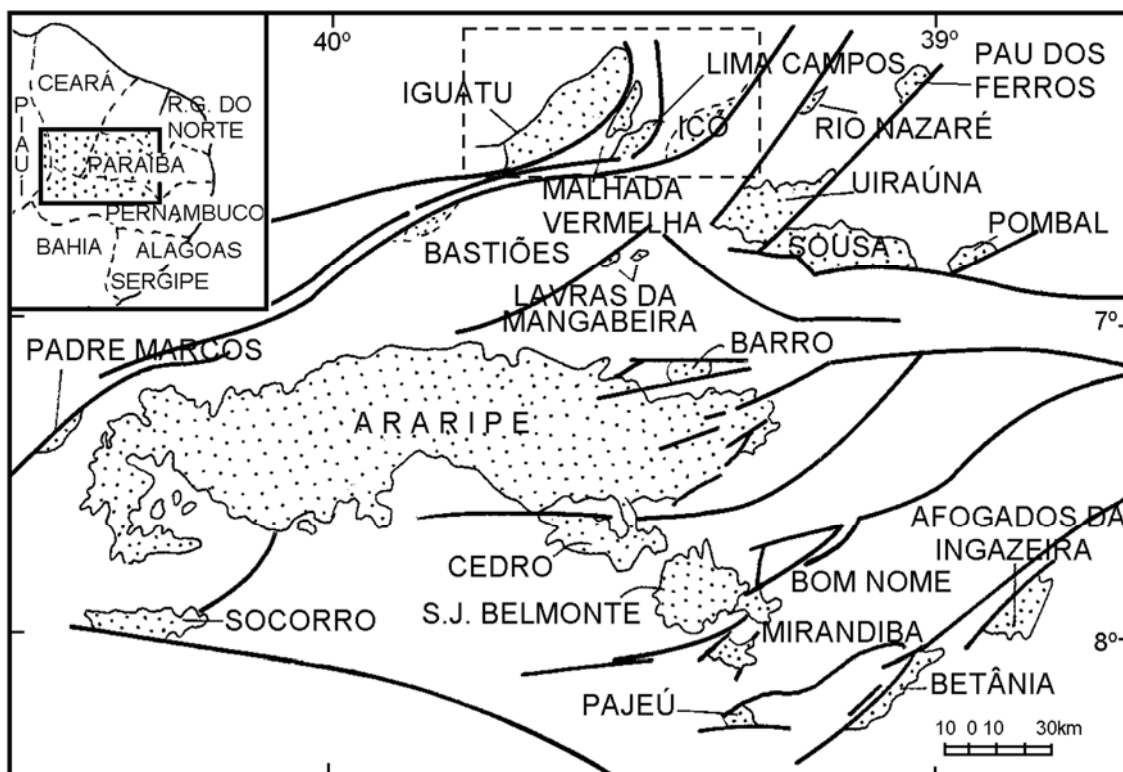 40º
39º
CEARÁ
R.G. DO
NORTE
PIAUÍ
PARAÍBA
PERNAMBUCO
BAHIA
ALAGOAS
SERGIPE
IGUATU
LIMA CAMPOS
ICÓ
PAU DOS
FERROS
RIO NAZARÉ
MALHADA
VERMELHA
UIRAÚNA
BASTIÕES
SOUSA
POMBAL
LAVRAS DA
MANGABEIRA
7º
PADRE MARCOS
BARRO
ARARIPE
AFOGADOS DA
INGAZEIRA
CEDRO
BOM NOME
S.J. BELMONTE
SOCORRO
MIRANDIBA
8º
PAJEÚ
BETÂNIA
10 0 10 30km